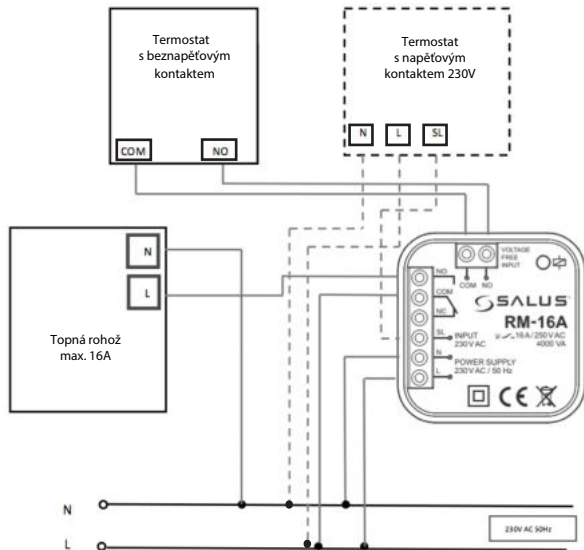 Termostat
s beznapěťovým
kontaktem
COM
NO
Termostat
s napěťovým
kontaktem 230V
N
L
SL
N
L
Topná rohož
max. 16A
VOLTAGE
FREE
INPUT
COM NO
NO
COM
NC
SL
N
L
SALUS
RM-16A
16A/250VAC
4000 VA
INPUT
230V AC
POWER SUPPLY
230V AC / 50 Hz
CE
N
L
230V AC 50Hz